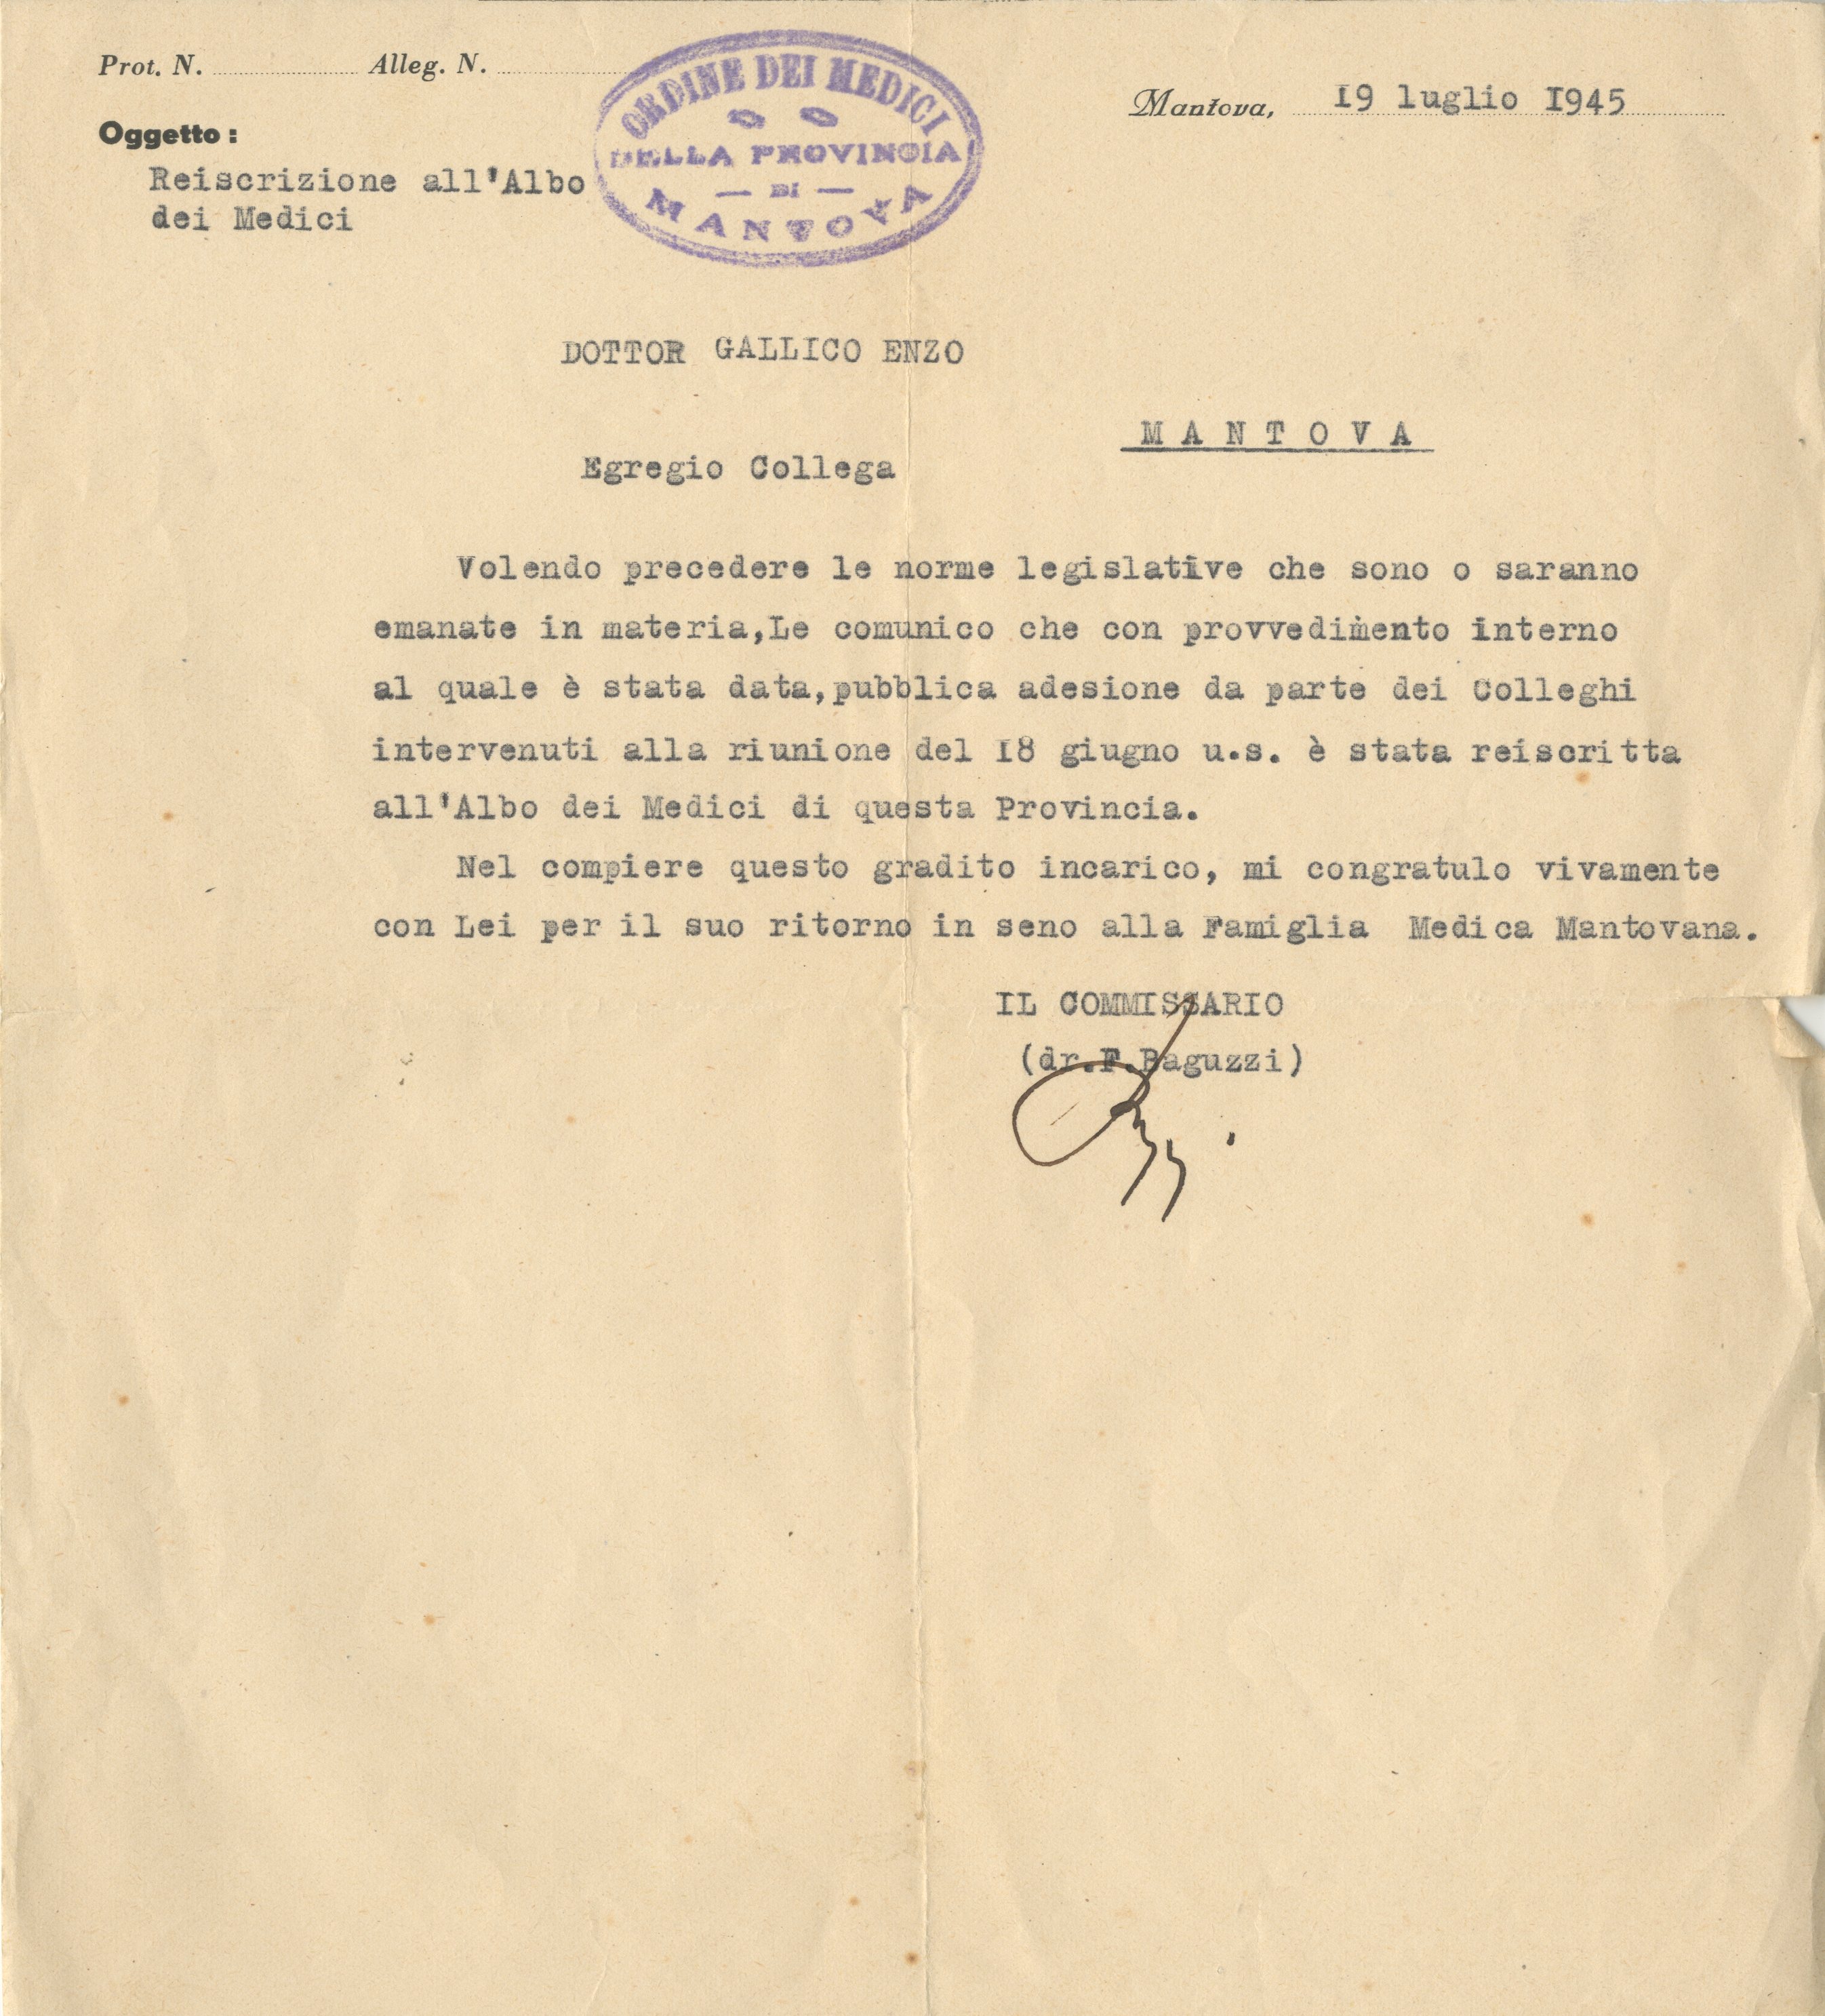 Prot. N. Alleg. N.
ORDINE DEI MEDICI
DELLA PROVINCIA
— DI —
MANTOVA
Mantova, 19 luglio 1945
Oggetto:
Reiscrizione all'Albo
dei Medici
DOTTOR GALLICO ENZO
MANTOVA
Egregio Collega
Volendo precedere le norme legislative che sono o saranno
emanate in materia,Le comunico che con provvedimento interno
al quale è stata data,pubblica adesione da parte dei Colleghi
intervenuti alla riunione del 18 giugno u.s. è stata reiscritta
all'Albo dei Medici di questa Provincia.
Nel compiere questo gradito incarico, mi congratulo vivamente
con Lei per il suo ritorno in seno alla Famiglia Medica Mantovana.
IL COMMISSARIO
(dr.F.Baguzzi)